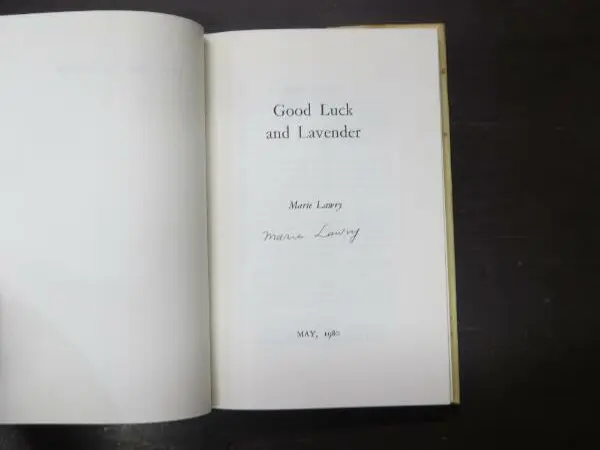 Good Luck
and Lavender
Marie Lawry
Marie Lawry
MAY, 1980